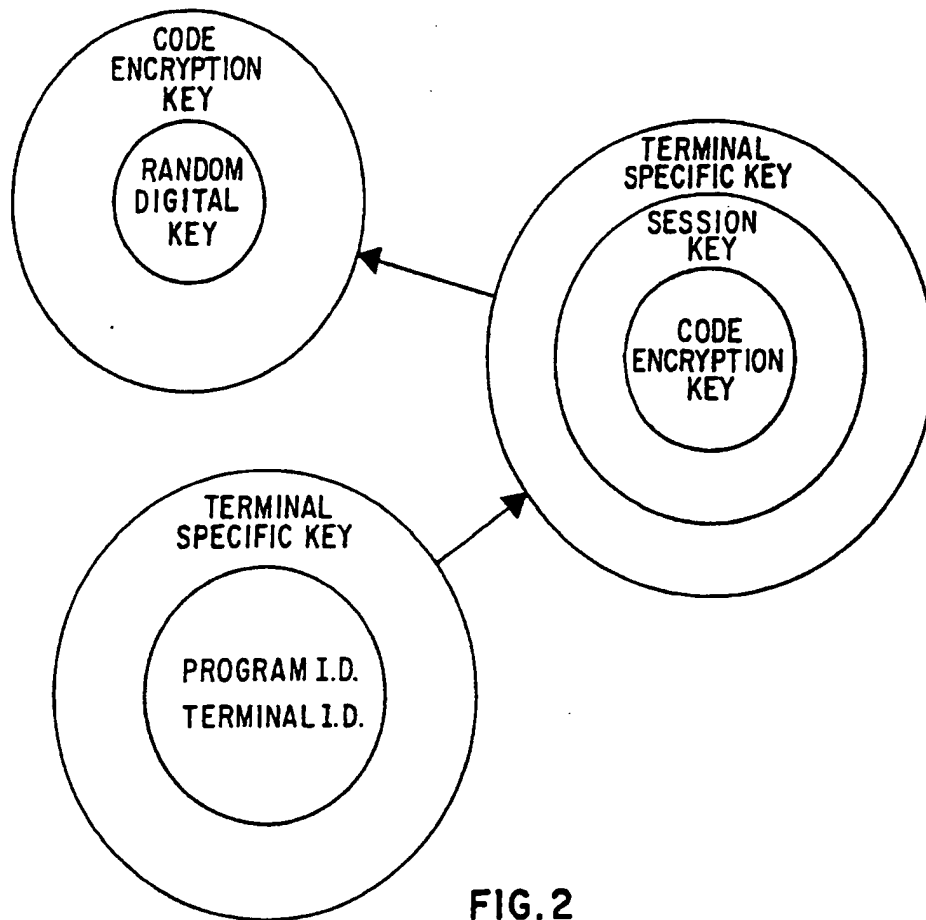 CODE
ENCRYPTION
KEY
RANDOM
DIGITAL
KEY
TERMINAL
SPECIFIC KEY
SESSION
KEY
CODE
ENCRYPTION
KEY
TERMINAL
SPECIFIC KEY
PROGRAM I.D.
TERMINAL I.D.
FIG. 2